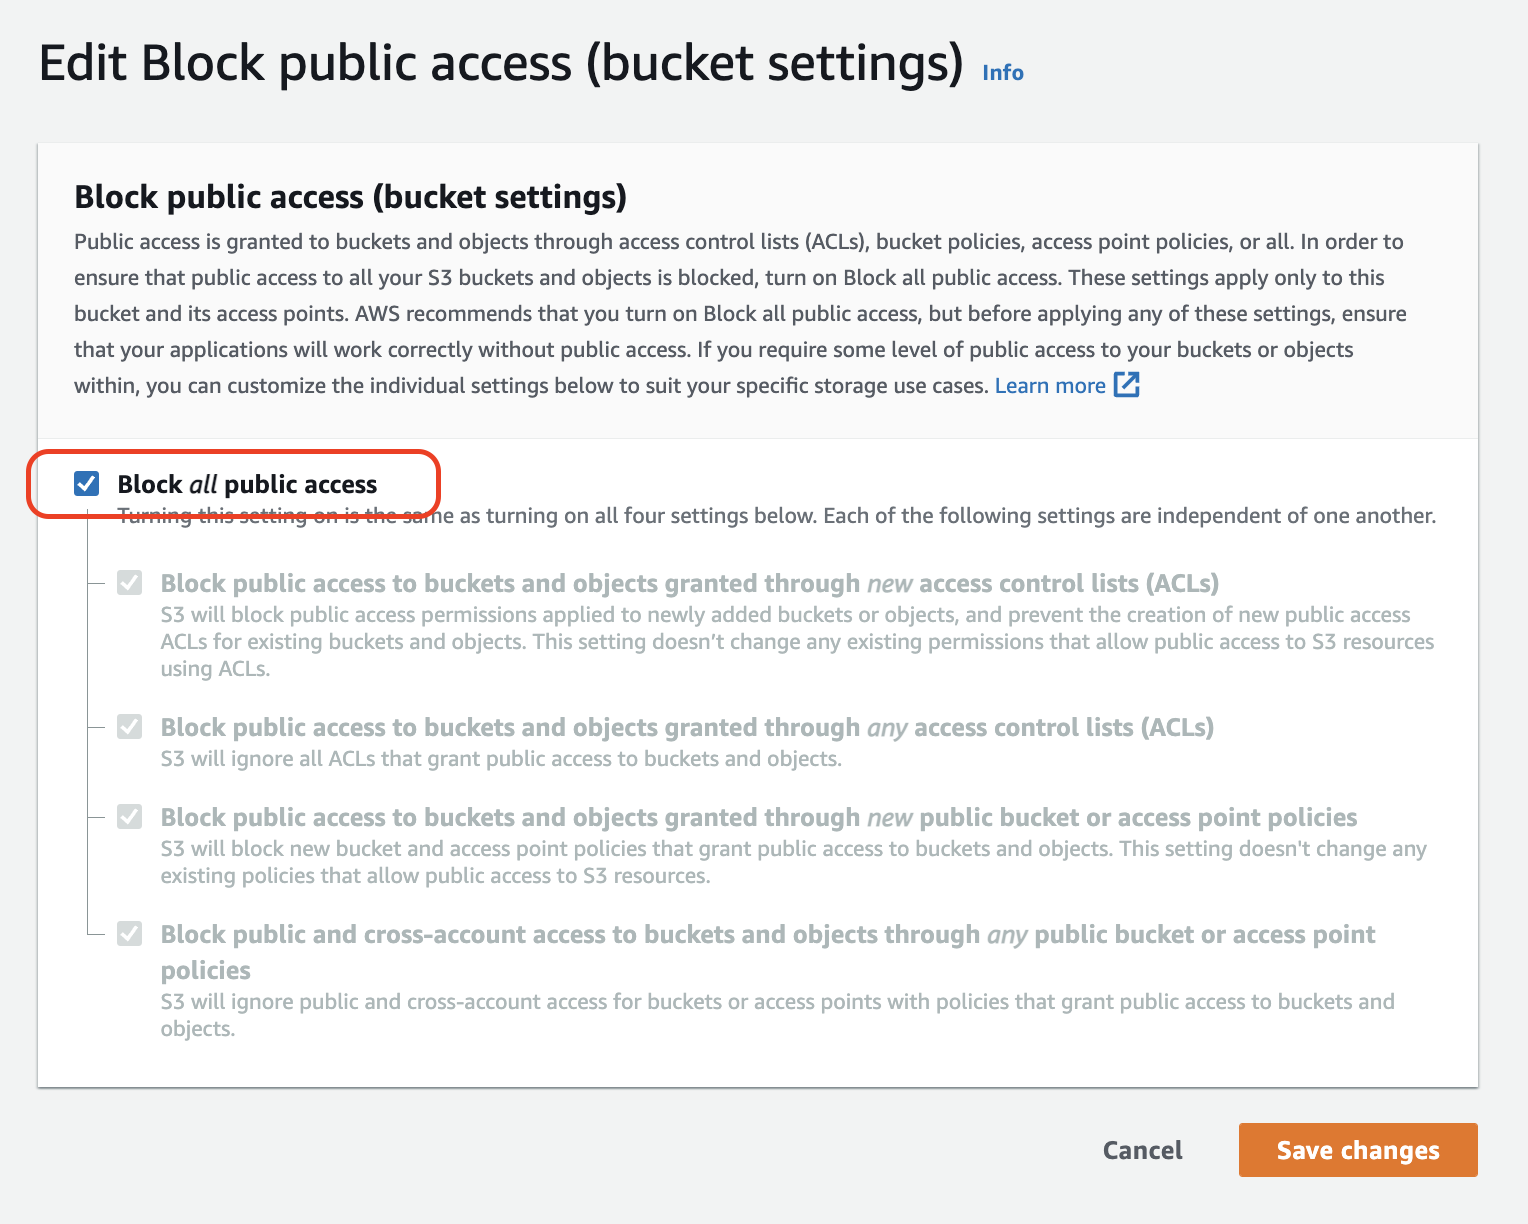 Edit Block public access (bucket settings) Info
Block public access (bucket settings)
Public access is granted to buckets and objects through access control lists (ACLs), bucket policies, access point policies, or all. In order to
ensure that public access to all your S3 buckets and objects is blocked, turn on Block all public access. These settings apply only to this
bucket and its access points. AWS recommends that you turn on Block all public access, but before applying any of these settings, ensure
that your applications will work correctly without public access. If you require some level of public access to your buckets or objects
within, you can customize the individual settings below to suit your specific storage use cases. Learn more
Block all public access
Turning this setting on is the same as turning on all four settings below. Each of the following settings are independent of one another.
Block public access to buckets and objects granted through new access control lists (ACLs)
S3 will block public access permissions applied to newly added buckets or objects, and prevent the creation of new public access
ACLs for existing buckets and objects. This setting doesn’t change any existing permissions that allow public access to S3 resources
using ACLs.
Block public access to buckets and objects granted through any access control lists (ACLs)
S3 will ignore all ACLs that grant public access to buckets and objects.
Block public access to buckets and objects granted through new public bucket or access point policies
S3 will block new bucket and access point policies that grant public access to buckets and objects. This setting doesn't change any
existing policies that allow public access to S3 resources.
Block public and cross-account access to buckets and objects through any public bucket or access point
policies
S3 will ignore public and cross-account access for buckets or access points with policies that grant public access to buckets and
objects.
Cancel
Save changes